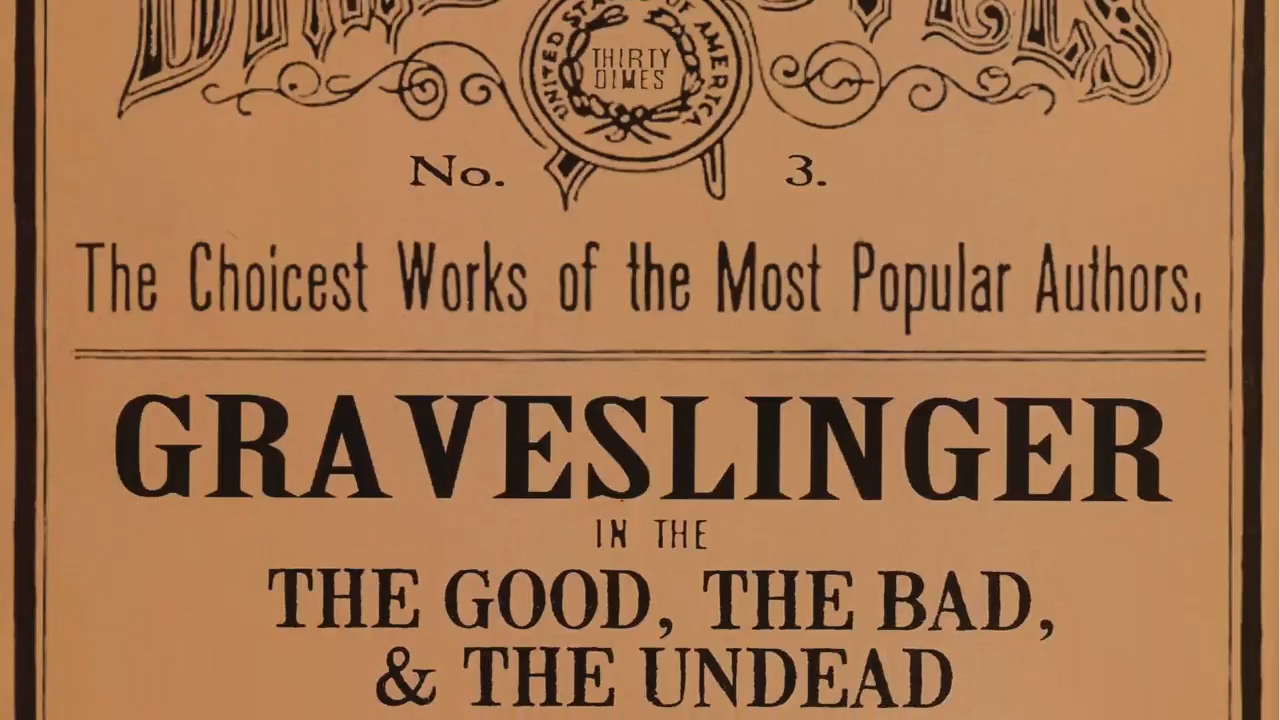 UNITED STATES OF AMERICA
THIRTY
DIMES
No. 3.
The Choicest Works of the Most Popular Authors.
GRAVESLINGER
IN THE
THE GOOD, THE BAD,
& THE UNDEAD